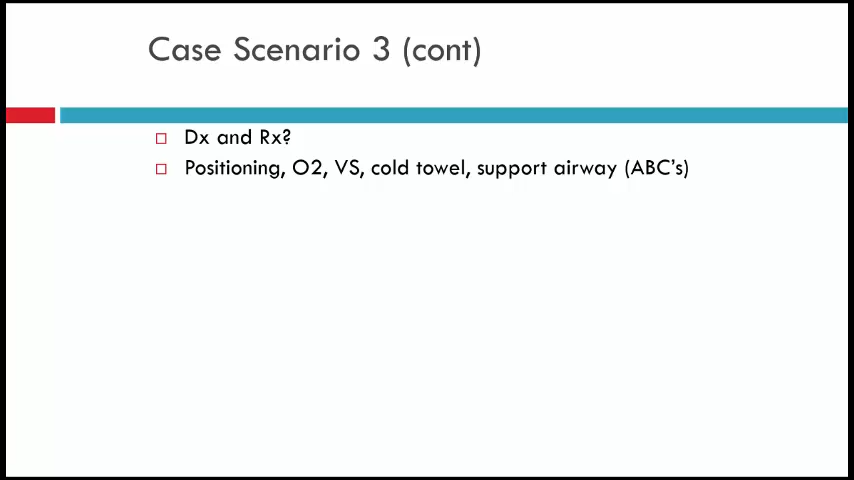 Case Scenario 3 (cont)
Dx and Rx?
Positioning, O2, VS, cold towel, support airway (ABC's)